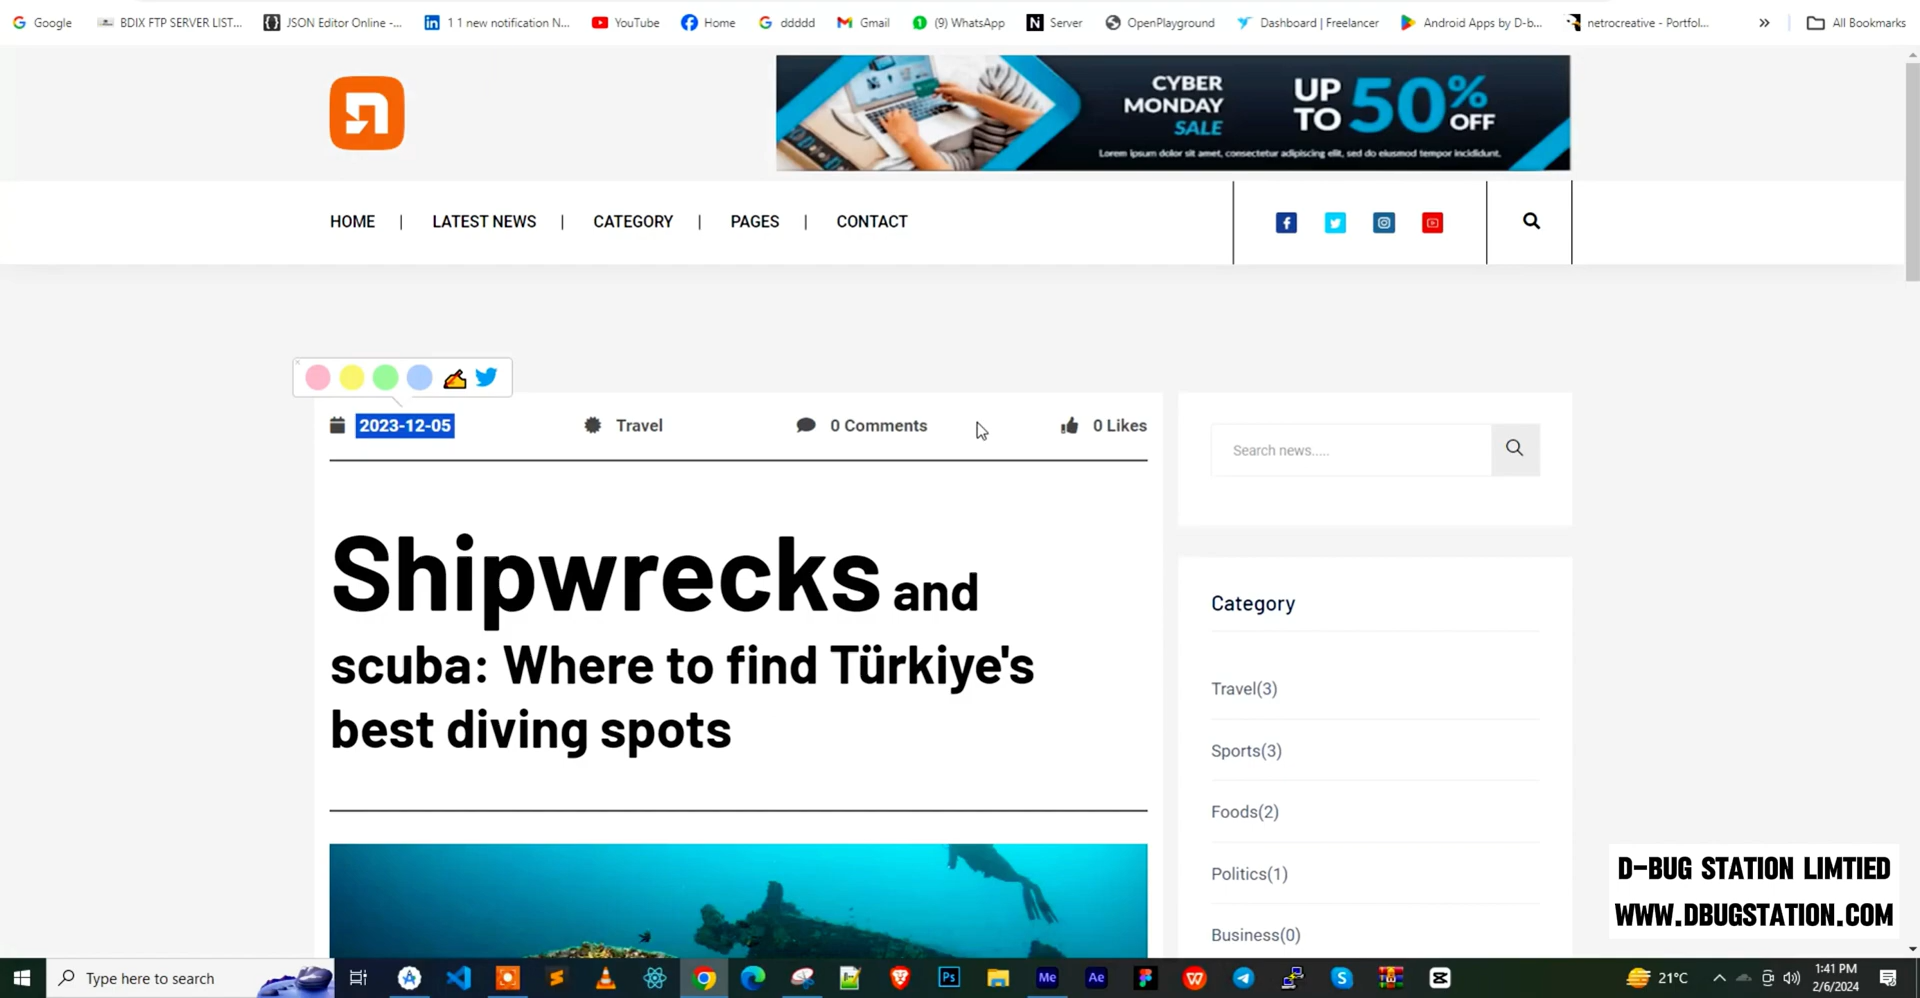 Google BDIX FTP SERVER LIST... JSON Editor Online -... 1 1 new notification N... YouTube Home ddddd Gmail (9) WhatsApp Server OpenPlayground Dashboard | Freelancer Android Apps by D-b... netrocreative - Portfol... » All Bookmarks
CYBER
MONDAY
SALE
UP
TO
50%
OFF
Lorem ipsum dolor sit amet, consectetur adipiscing elit, sed do eiusmod tempor incididunt.
HOME | LATEST NEWS | CATEGORY | PAGES | CONTACT
2023-12-05 Travel 0 Comments 0 Likes
Search news.....
Shipwrecks and
scuba: Where to find Türkiye's
best diving spots
Category
Travel(3)
Sports(3)
Foods(2)
Politics(1)
Business(0)
D-BUG STATION LIMTIED
WWW.DBUGSTATION.COM
Type here to search
Ps
Me
Ae
21°C
1:41 PM
2/6/2024